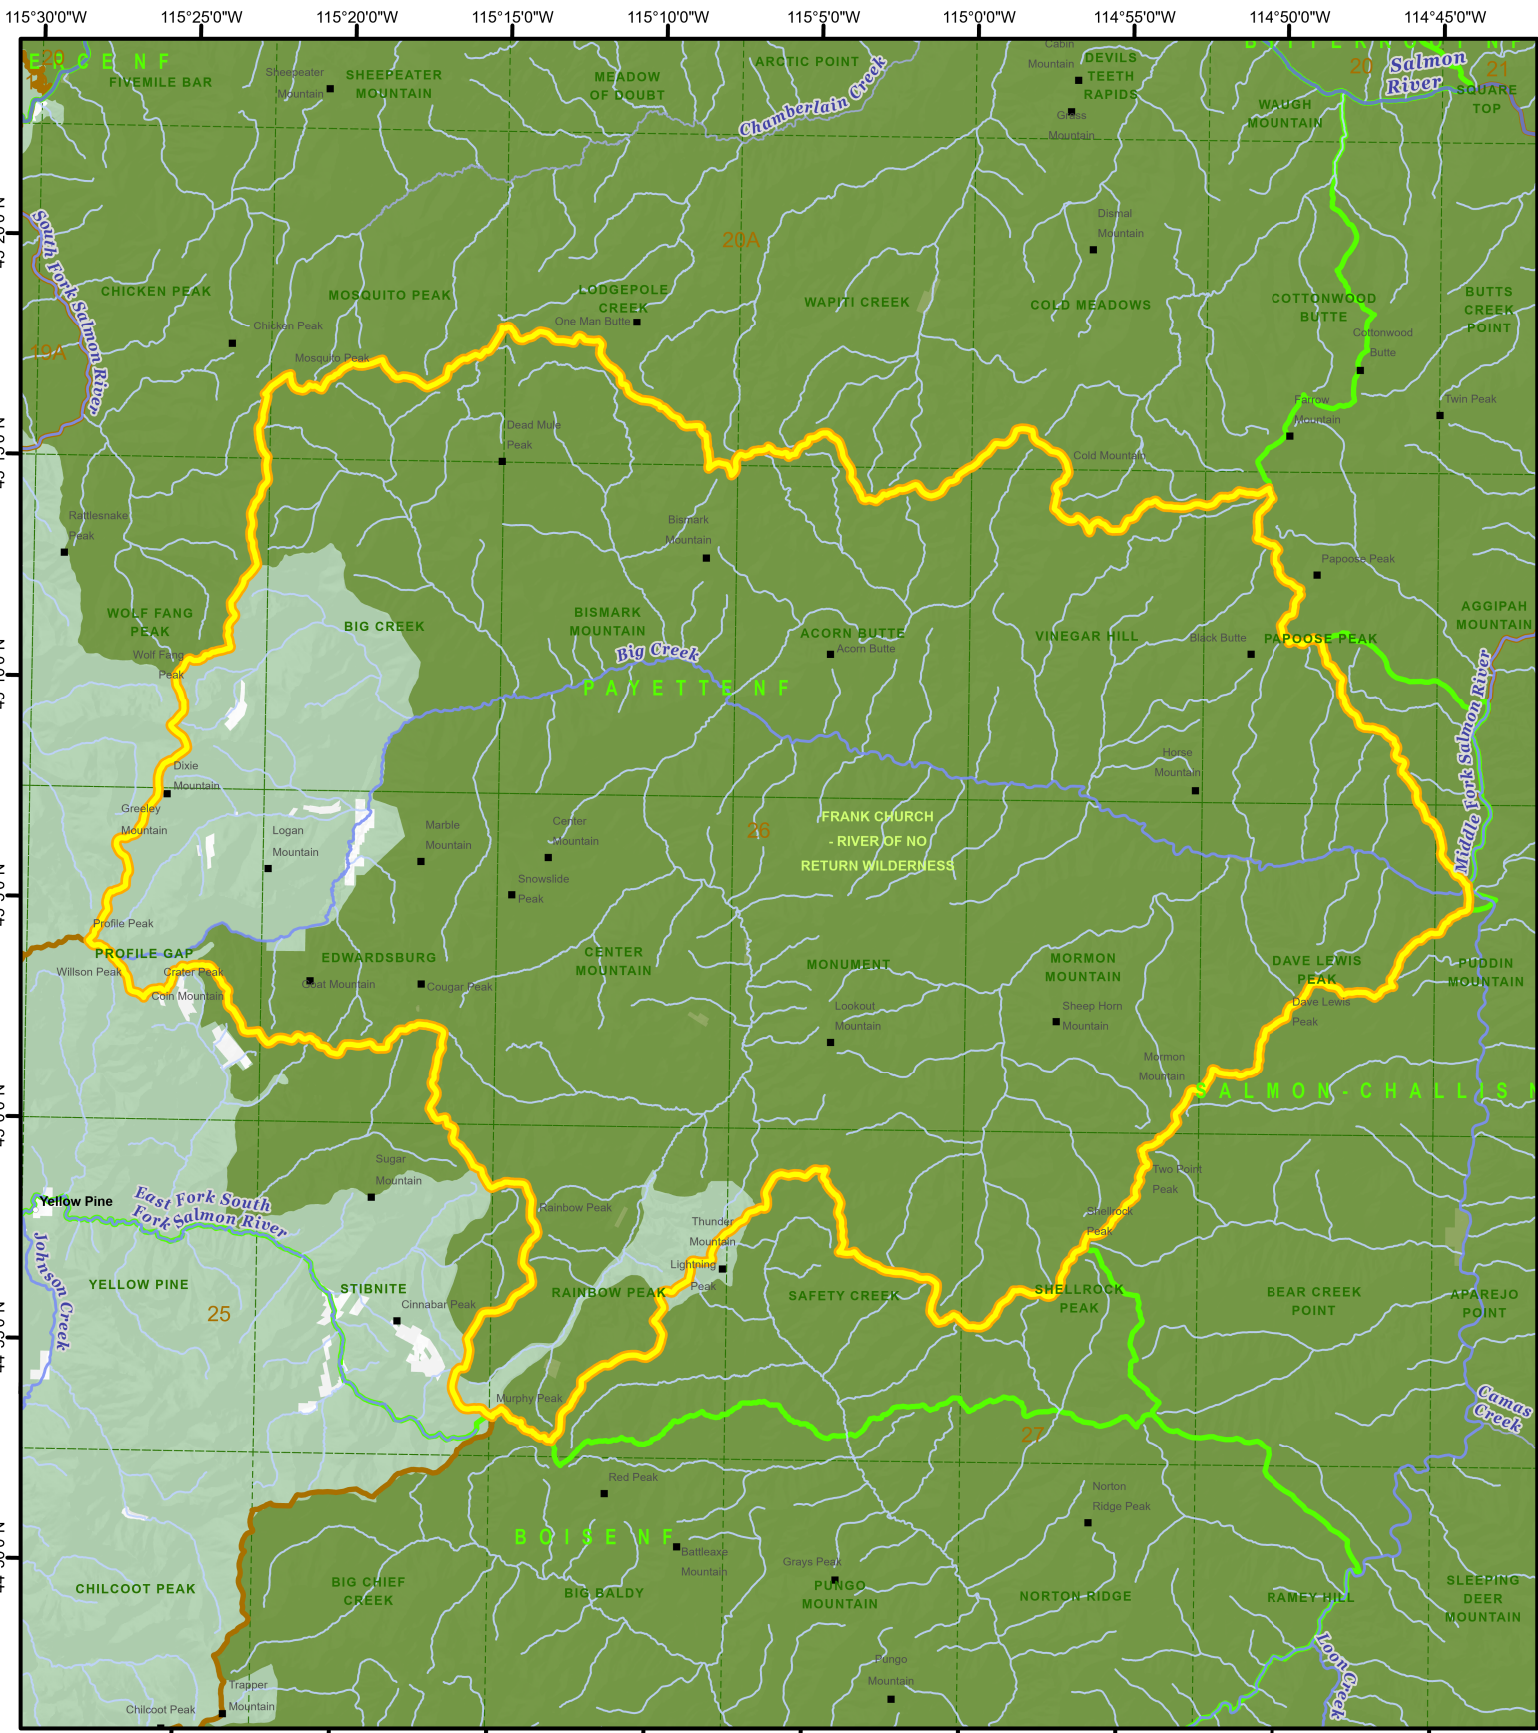 115°30'0"W 115°25'0"W 115°20'0"W 115°15'0"W 115°10'0"W 115°5'0"W 115°0'0"W 114°55'0"W 114°50'0"W 114°45'0"W
20
FIVEMILE BAR
Sheepeater
Mountain
SHEEPEATER
MOUNTAIN
MEADOW
OF DOUBT
ARCTIC POINT
Chamberlain Creek
Cabin
Mountain
DEVILS
TEETH
RAPIDS
Grass
Mountain
WAUGH
MOUNTAIN
20
Salmon
River
21
SQUARE
TOP
South Fork Salmon River
20A
Dismal
Mountain
CHICKEN PEAK
MOSQUITO PEAK
LODGEPOLE
CREEK
WAPITI CREEK
COLD MEADOWS
COTTONWOOD
BUTTE
BUTTS
CREEK
POINT
Chicken Peak
One Man Butte
Cottonwood
Butte
19A
Mosquito Peak
Farrow
Mountain
Twin Peak
Dead Mule
Peak
Cold Mountain
Rattlesnake
Peak
Bismark
Mountain
Papoose Peak
WOLF FANG
PEAK
BIG CREEK
BISMARK
MOUNTAIN
ACORN BUTTE
Acorn Butte
VINEGAR HILL
Black Butte
PAPOOSE PEAK
AGGIPAH
MOUNTAIN
Wolf Fang
Peak
Big Creek
PAYETTE NF
Middle Fork Salmon River
Dixie
Mountain
Horse
Mountain
Greeley
Mountain
Logan
Mountain
Marble
Mountain
Center
Mountain
26
FRANK CHURCH
- RIVER OF NO
RETURN WILDERNESS
Snowslide
Peak
Profile Peak
PROFILE GAP
Willson Peak
Crater Peak
Coin Mountain
EDWARDSBURG
Goat Mountain
Cougar Peak
CENTER
MOUNTAIN
MONUMENT
MORMON
MOUNTAIN
DAVE LEWIS
PEAK
PUDDIN
MOUNTAIN
Lookout
Mountain
Sheep Horn
Mountain
Dave Lewis
Peak
Mormon
Mountain
SALMON-CHALLIS N
Sugar
Mountain
Two Point
Peak
Yellow Pine
East Fork South
Fork Salmon River
Rainbow Peak
Thunder
Mountain
Shellrock
Peak
Johnson Creek
Lightning
Peak
YELLOW PINE
STIBNITE
RAINBOW PEAK
SAFETY CREEK
SHELLROCK
PEAK
BEAR CREEK
POINT
APAREJO
POINT
25
Cinnabar Peak
Murphy Peak
Camas
Creek
27
Red Peak
Norton
Ridge Peak
BOISE NF
Battleaxe
Mountain
Grays Peak
CHILCOOT PEAK
BIG CHIEF
CREEK
BIG BALDY
PUNGO
MOUNTAIN
NORTON RIDGE
RAMEY HILL
SLEEPING
DEER
MOUNTAIN
Loon Creek
Pungo
Mountain
Trapper
Mountain
Chilcoot Peak